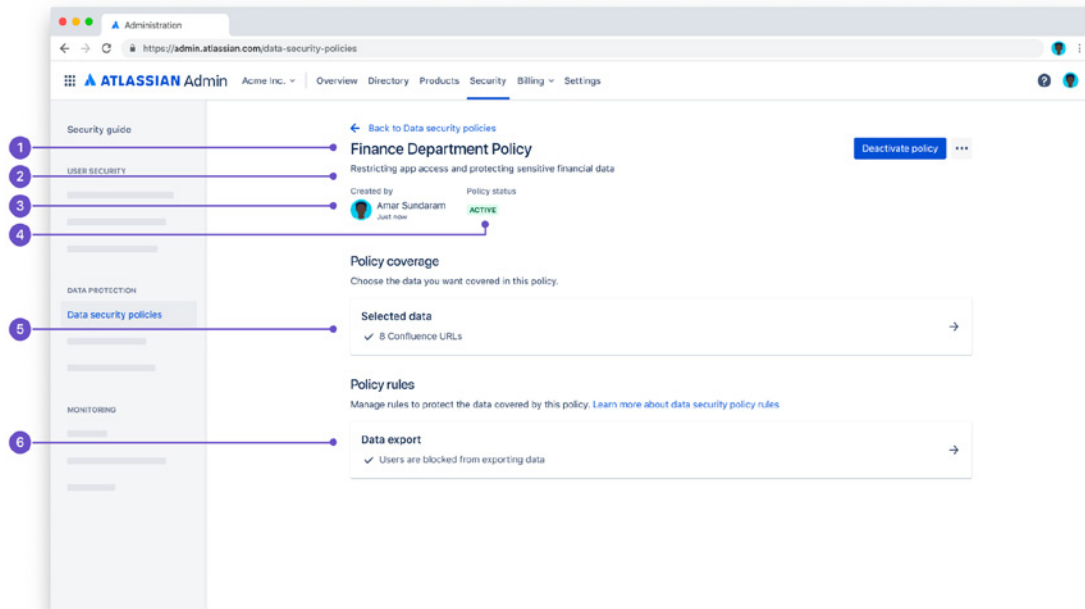 Administration
https://admin.atlassian.com/data-security-policies
ATLASSIAN Admin Acme Inc. Overview Directory Products Security Billing Settings
Security guide
USER SECURITY
DATA PROTECTION
Data security policies
MONITORING
Back to Data security policies
1 Finance Department Policy
Deactivate policy
2 Restricting app access and protecting sensitive financial data
Created by Policy status
3 Amar Sundaram ACTIVE
Just now
4
Policy coverage
Choose the data you want covered in this policy.
Selected data
5 8 Confluence URLs
Policy rules
Manage rules to protect the data covered by this policy. Learn more about data security policy rules
6 Data export
Users are blocked from exporting data